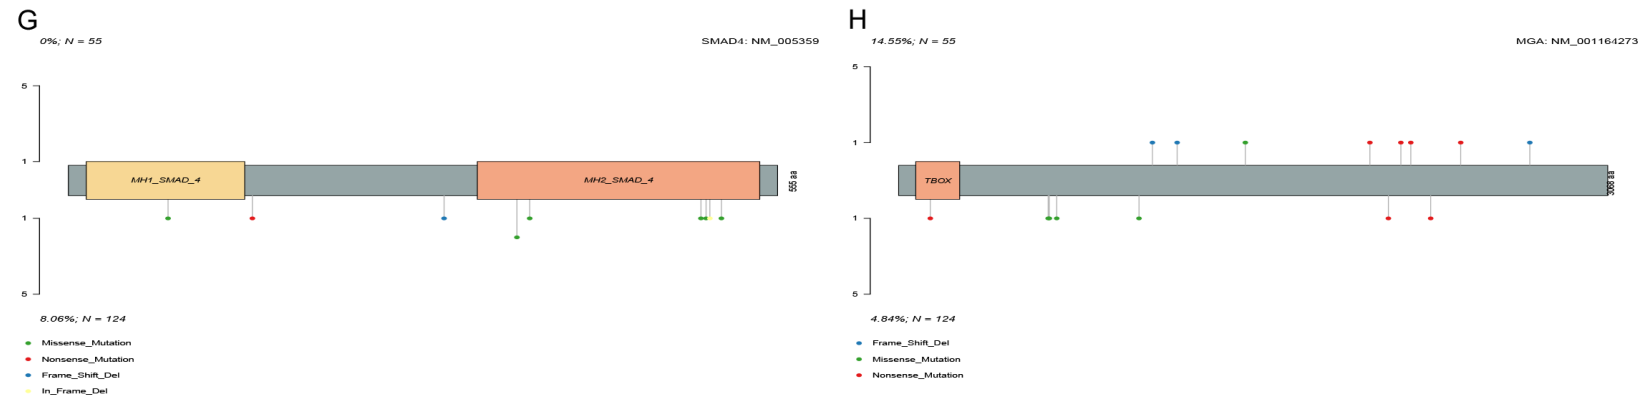 G
0%; N = 55
SMAD4: NM_005359
5
1
MH1_SMAD_4
MH2_SMAD_4
555 aa
1
5
8.06%; N = 124
Missense_Mutation
Nonsense_Mutation
Frame_Shift_Del
In_Frame_Del
H
14.55%; N = 55
MGA: NM_001164273
5
1
TBOX
3066 aa
1
5
4.84%; N = 124
Frame_Shift_Del
Missense_Mutation
Nonsense_Mutation